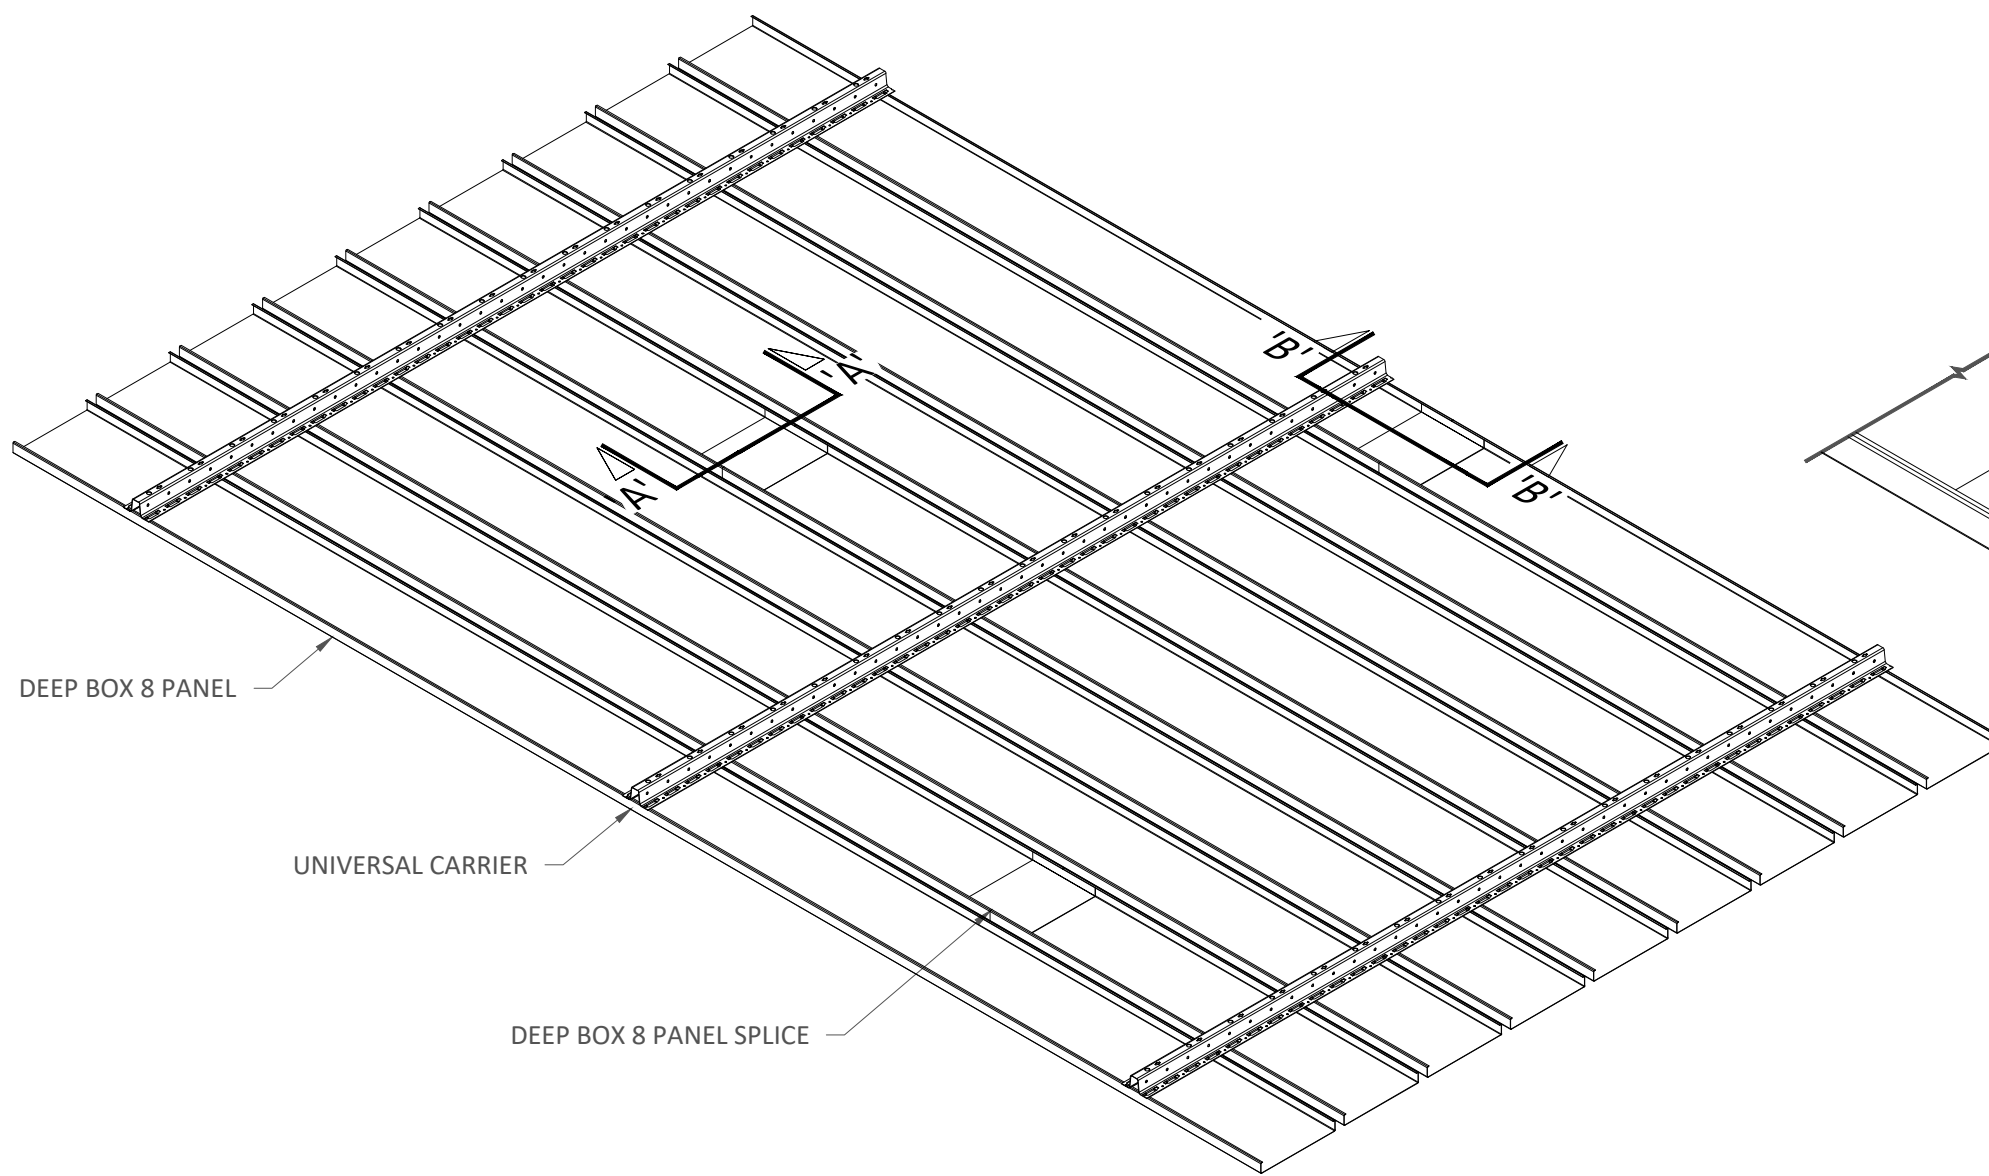 'B'
'A'
A'
'B'
DEEP BOX 8 PANEL
UNIVERSAL CARRIER
DEEP BOX 8 PANEL SPLICE